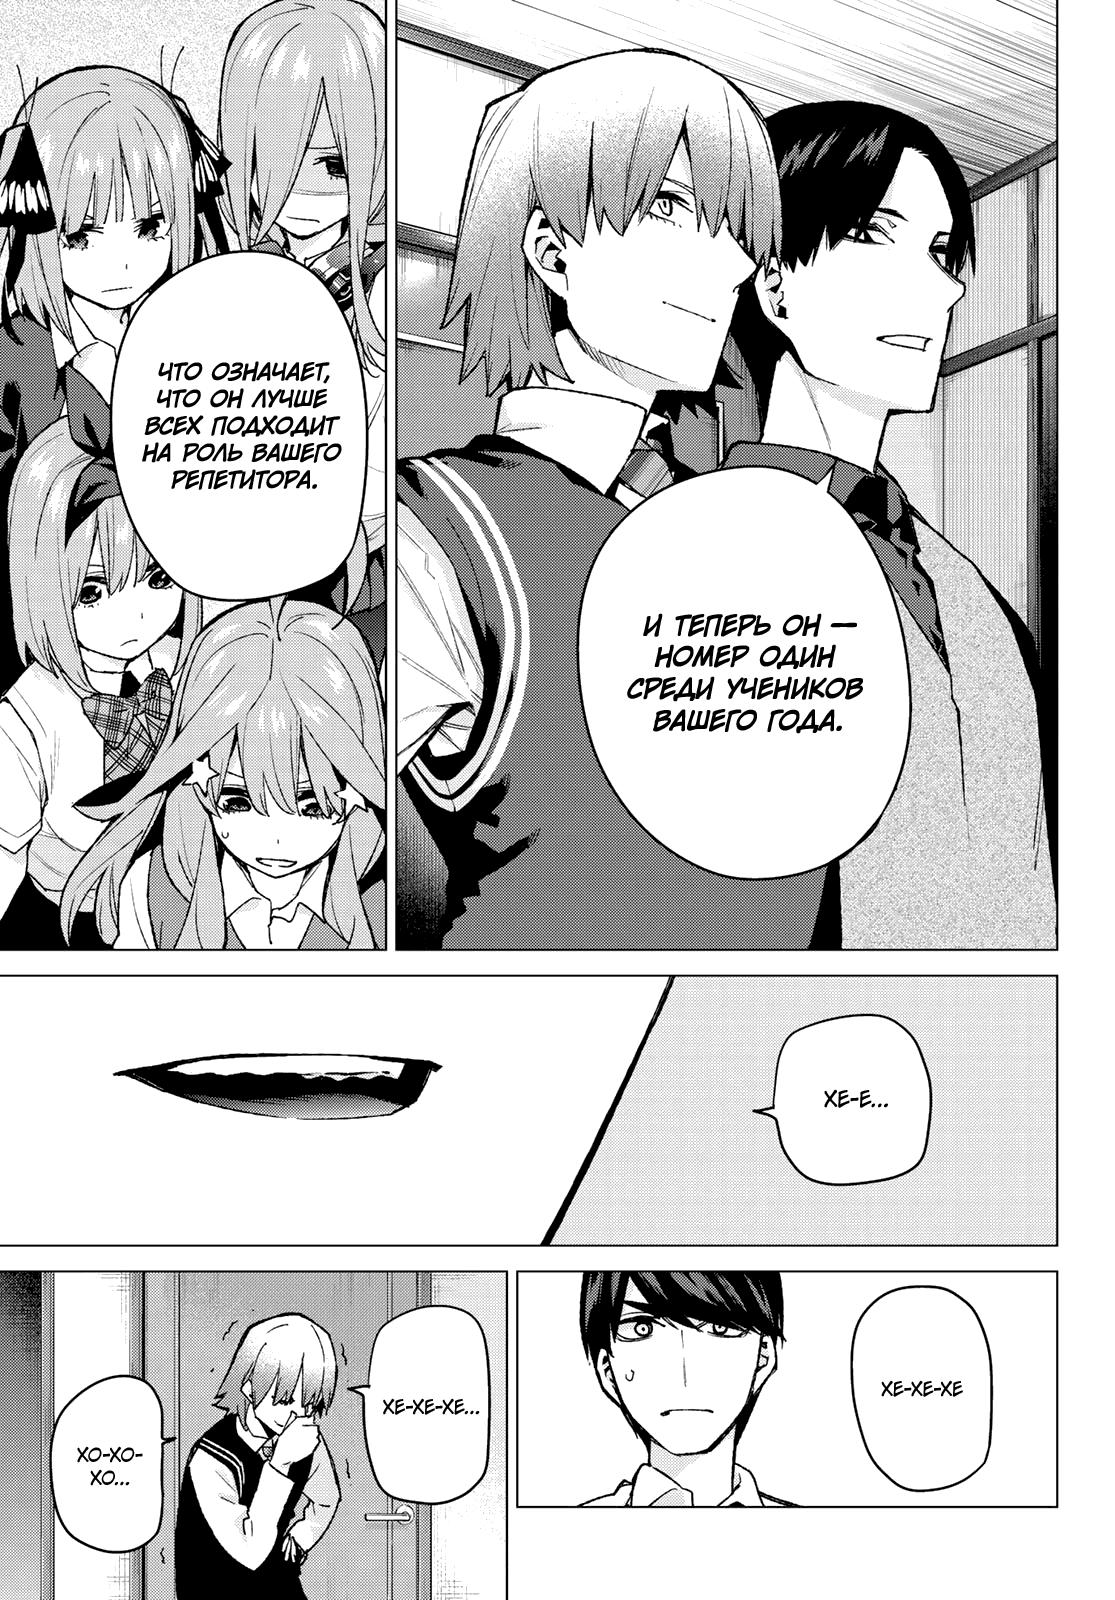 И ТЕПЕРЬ ОН —
НОМЕР ОДИН
СРЕДИ УЧЕНИКОВ
ВАШЕГО ГОДА.
ЧТО ОЗНАЧАЕТ,
ЧТО ОН ЛУЧШЕ
ВСЕХ ПОДХОДИТ
НА РОЛЬ ВАШЕГО
РЕПЕТИТОРА.
ХЕ-Е...
ХЕ-ХЕ-ХЕ
ХЕ-ХЕ-ХЕ...
ХО-ХО-
ХО...